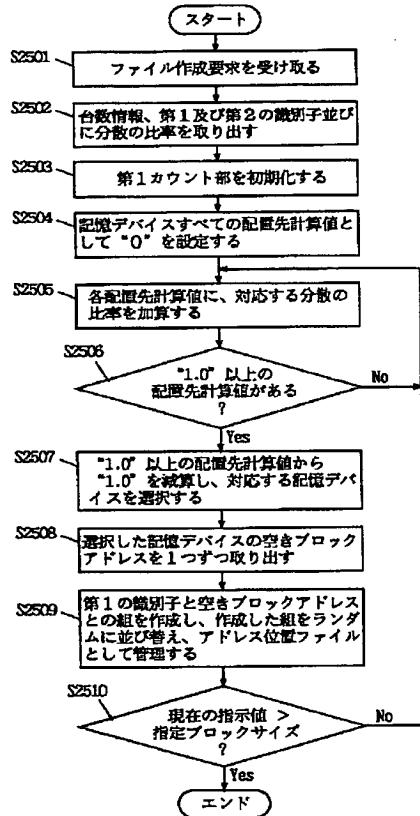 スタート
S2501
ファイル作成要求を受け取る
S2502
台数情報、第1及び第2の識別子並び
に分散の比率を取り出す
S2503
第1カウント部を初期化する
S2504
記憶デバイスすべての配置先計算値と
して“0”を設定する
S2505
各配置先計算値に、対応する分散の
比率を加算する
S2506
“1.0”以上の
配置先計算値がある
?
No
Yes
S2507
“1.0”以上の配置先計算値から
“1.0”を減算し、対応する記憶デバ
イスを選択する
S2508
選択した記憶デバイスの空きブロック
アドレスを1つずつ取り出す
S2509
第1の識別子と空きブロックアドレス
との組を作成し、作成した組をランダ
ムに並び替え、アドレス位置ファイル
として管理する
S2510
現在の指示値 >
指定ブロックサイズ
?
No
Yes
エンド